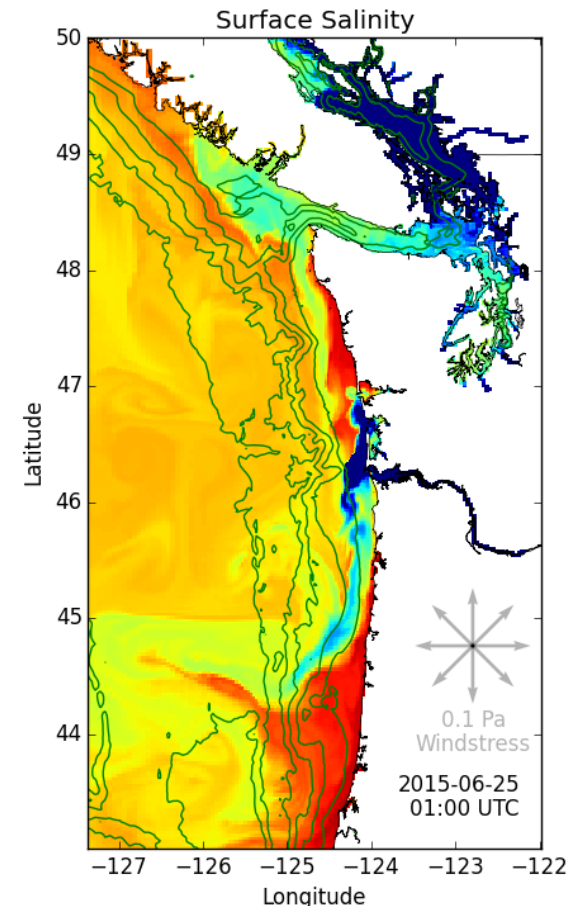 Surface Salinity
50
49
48
47
46
45
44
Latitude
0.1 Pa
Windstress
2015-06-25
01:00 UTC
−127 −126 −125 −124 −123 −122
Longitude